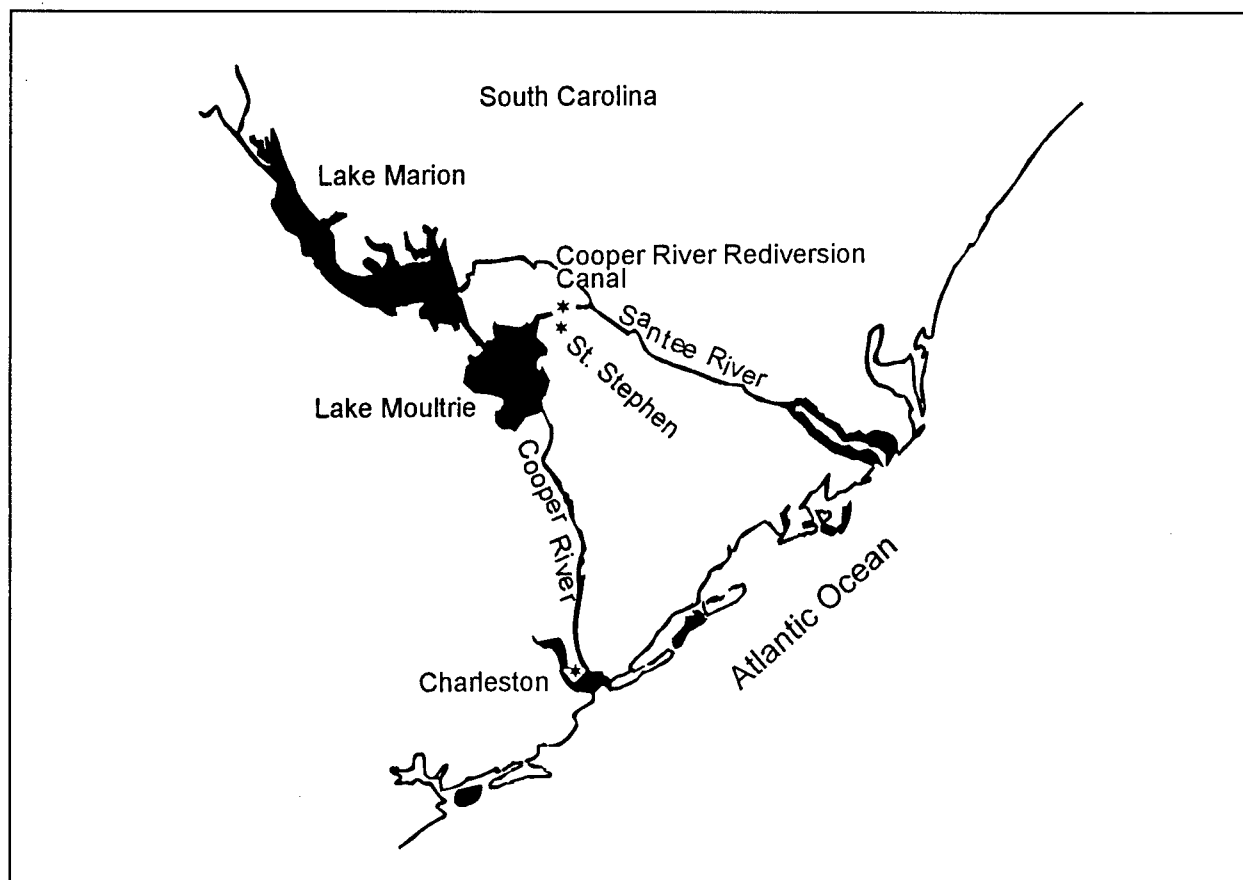 South Carolina
Lake Marion
Cooper River Rediversion
Canal
Santee River
St. Stephen
Lake Moultrie
Cooper River
Atlantic Ocean
Charleston